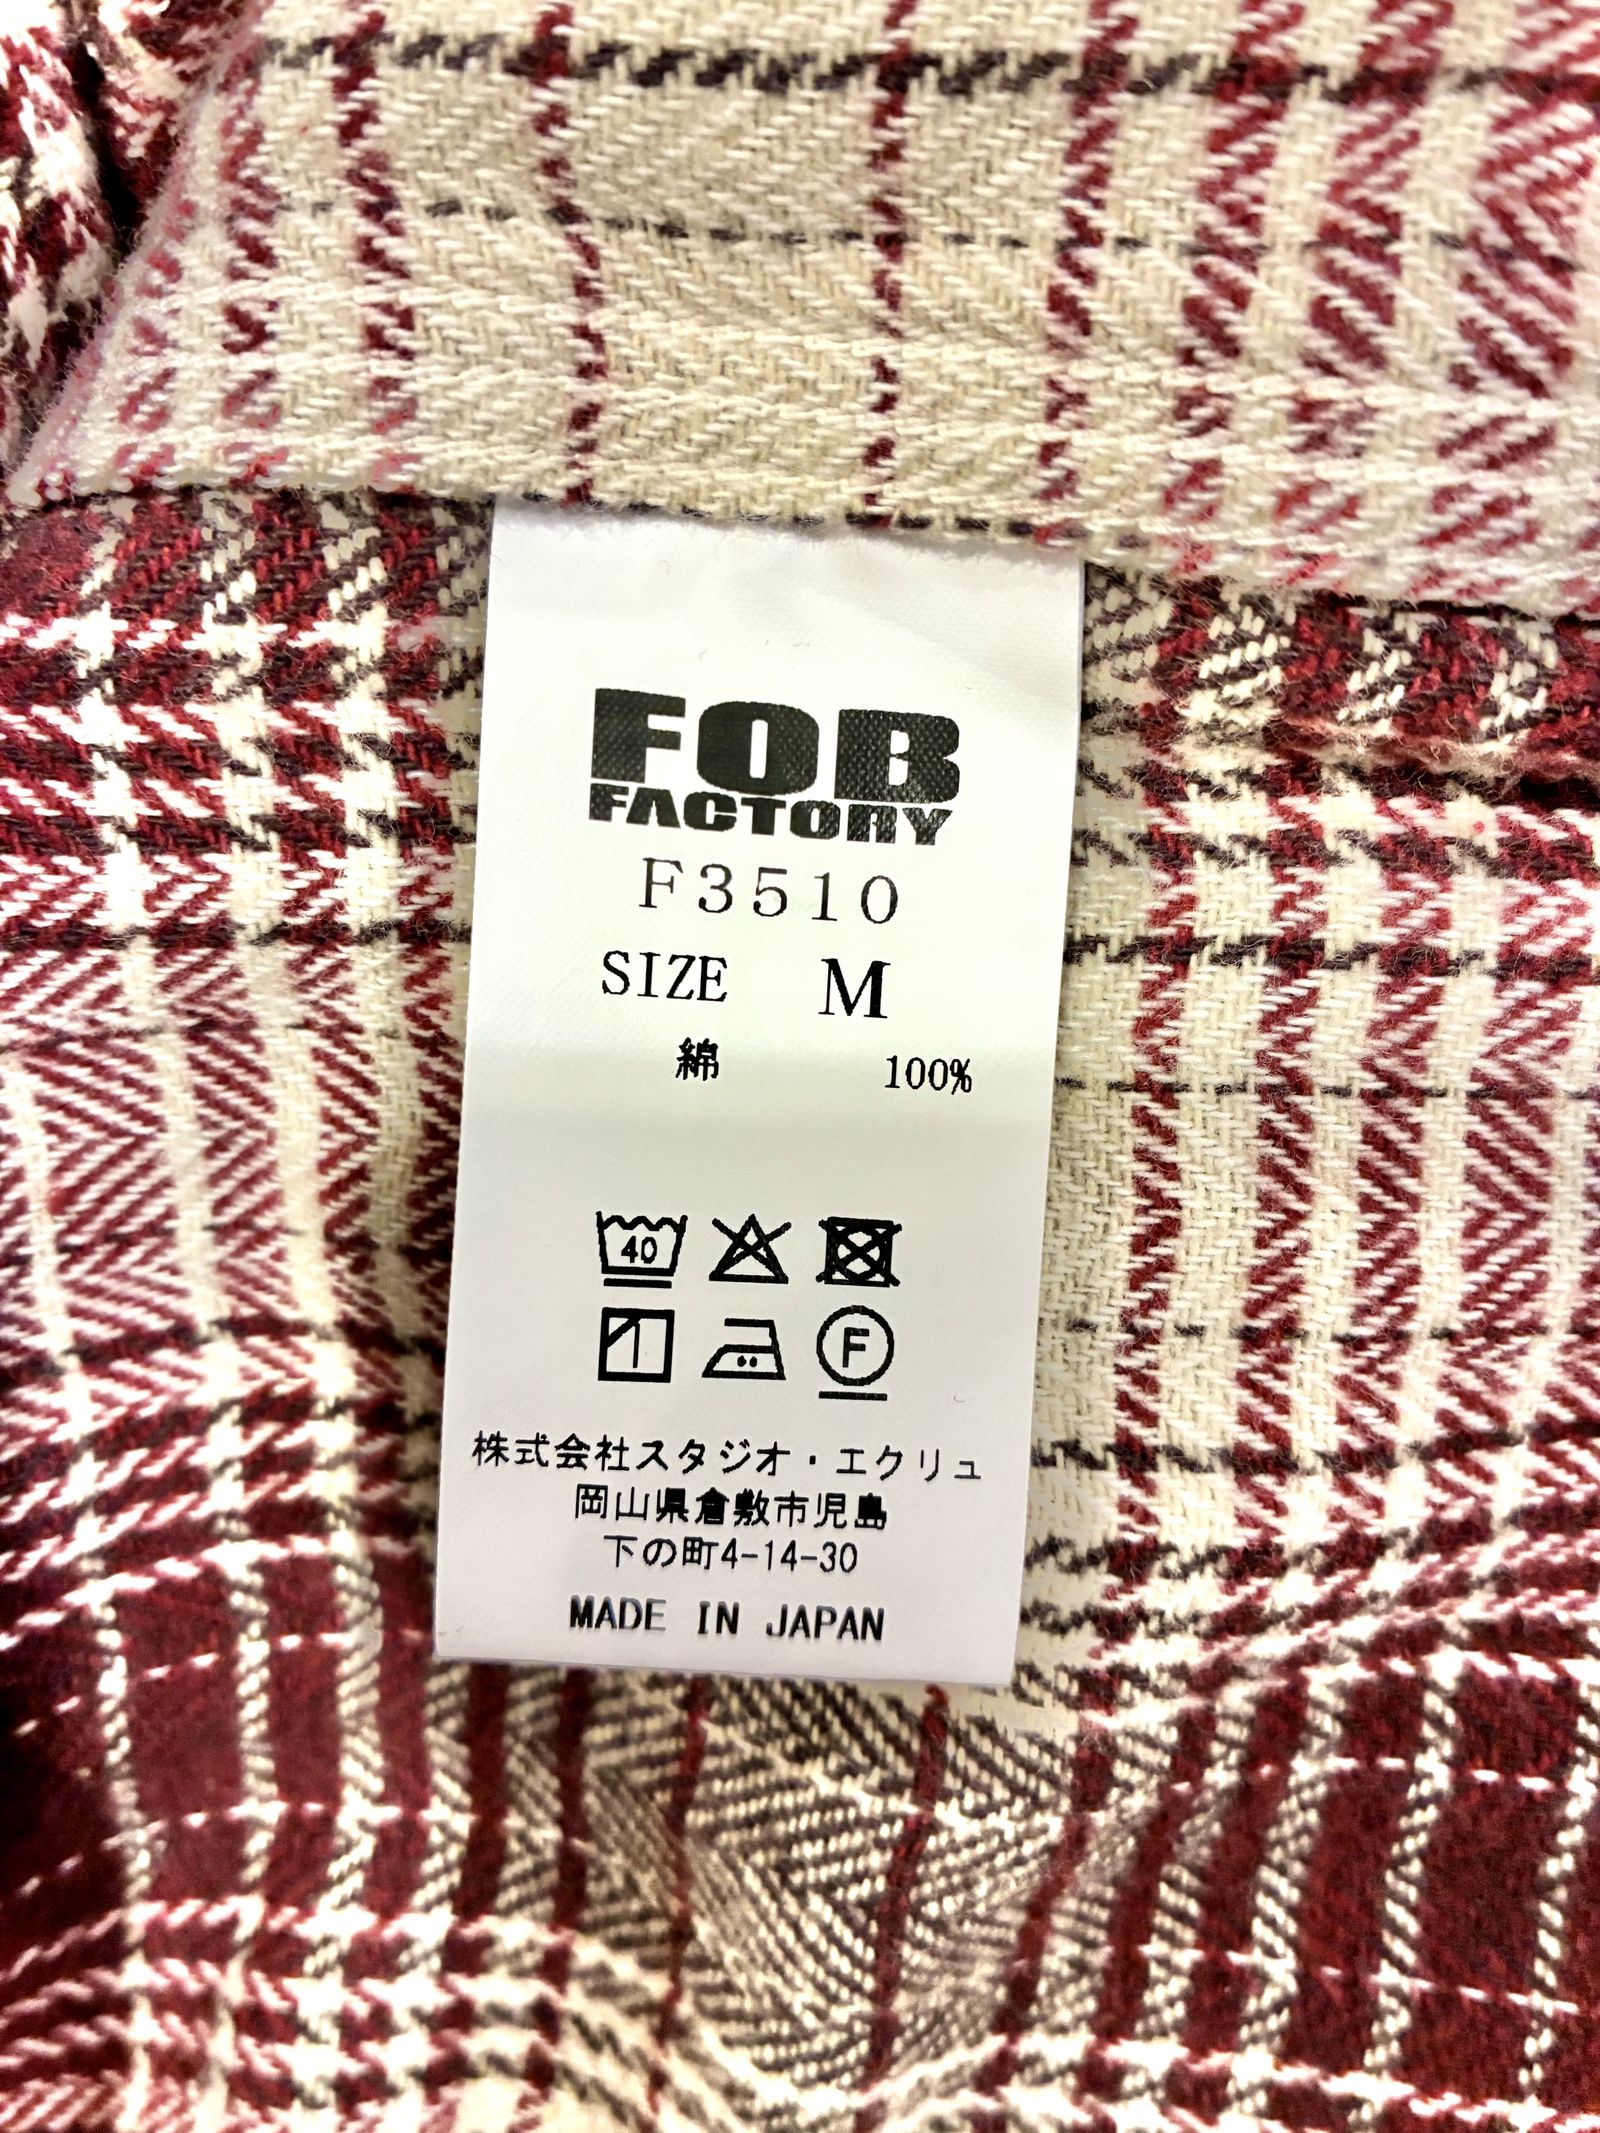 FOB
FACTORY
F3510
SIZE M
綿 100%
40
F
株式会社スタジオ・エクリュ
岡山県倉敷市児島
下の町4-14-30
MADE IN JAPAN